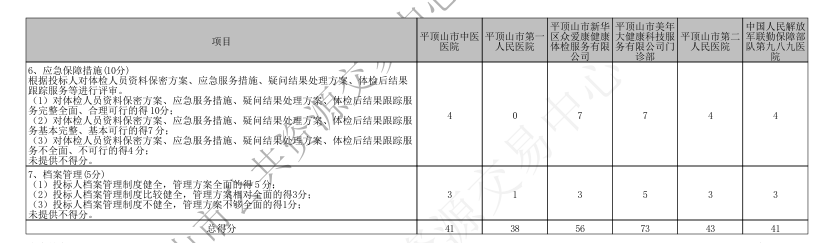 项目 平顶山市中医医院 平顶山市第一人民医院 平顶山市新华区众爱康健康体检服务有限公司 平顶山市美年大健康科技服务有限公司门诊部 平顶山市第二人民医院 中国人民解放军联勤保障部队第九八九医院
6、应急保障措施(10分)
根据投标人对体检人员资料保密方案、应急服务措施、疑问结果处理方案、体检后结果
跟踪服务等进行评审。
（1）对体检人员资料保密方案、应急服务措施、疑问结果处理方案、体检后结果跟踪服
务完整全面、合理可行的得10分；
（2）对体检人员资料保密方案、应急服务措施、疑问结果处理方案、体检后结果跟踪服
务基本完整、基本可行的得7分；
（3）对体检人员资料保密方案、应急服务措施、疑问结果处理方案、体检后结果跟踪服
务不全面、不可行的得4分；
未提供不得分。
4 0 7 7 4 4
7、档案管理(5分)
（1）投标人档案管理制度健全，管理方案全面的得5分；
（2）投标人档案管理制度比较健全，管理方案相对全面的得3分；
（3）投标人档案管理制度不健全，管理方案不够全面的得1分；
未提供不得分。
3 1 3 5 3 3
总得分 41 38 56 73 43 41